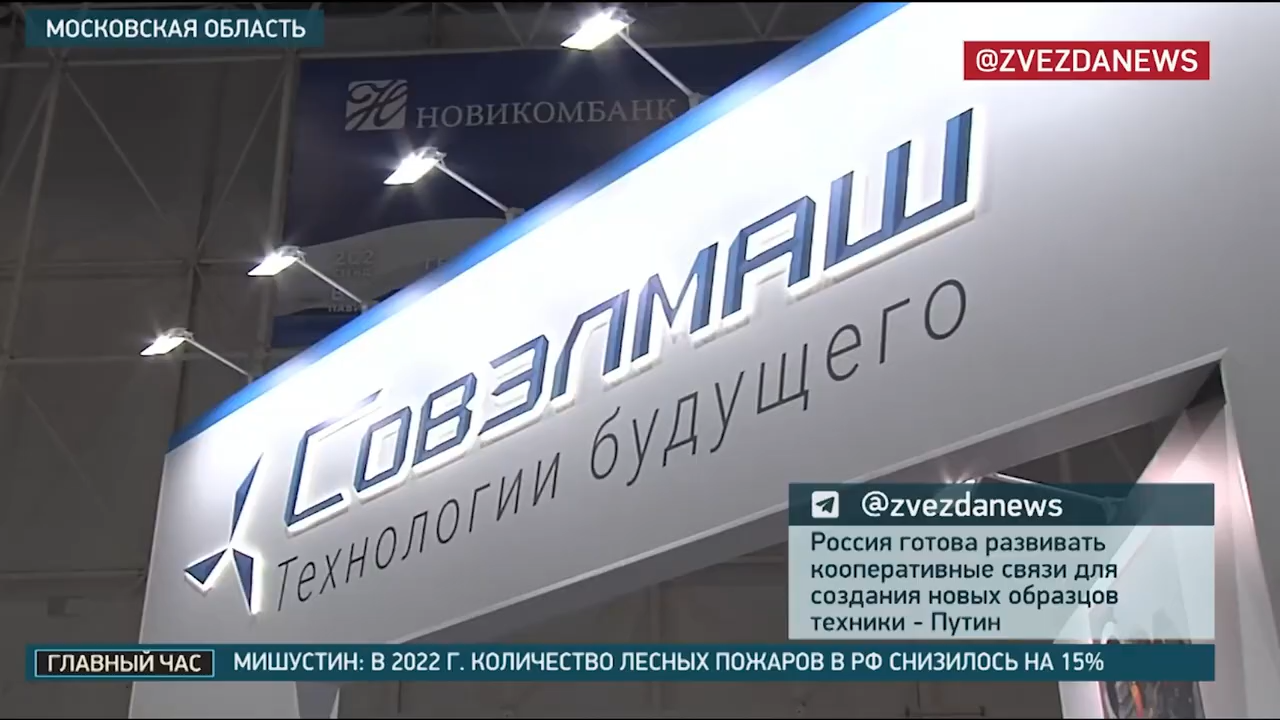 МОСКОВСКАЯ ОБЛАСТЬ
@ZVEZDANEWS
НОВИКОМБАНК
СОВЭЛМАШ
Технологии будущего
@zvezdanews
Россия готова развивать
кооперативные связи для
создания новых образцов
техники - Путин
ГЛАВНЫЙ ЧАС
МИШУСТИН: В 2022 Г. КОЛИЧЕСТВО ЛЕСНЫХ ПОЖАРОВ В РФ СНИЗИЛОСЬ НА 15%